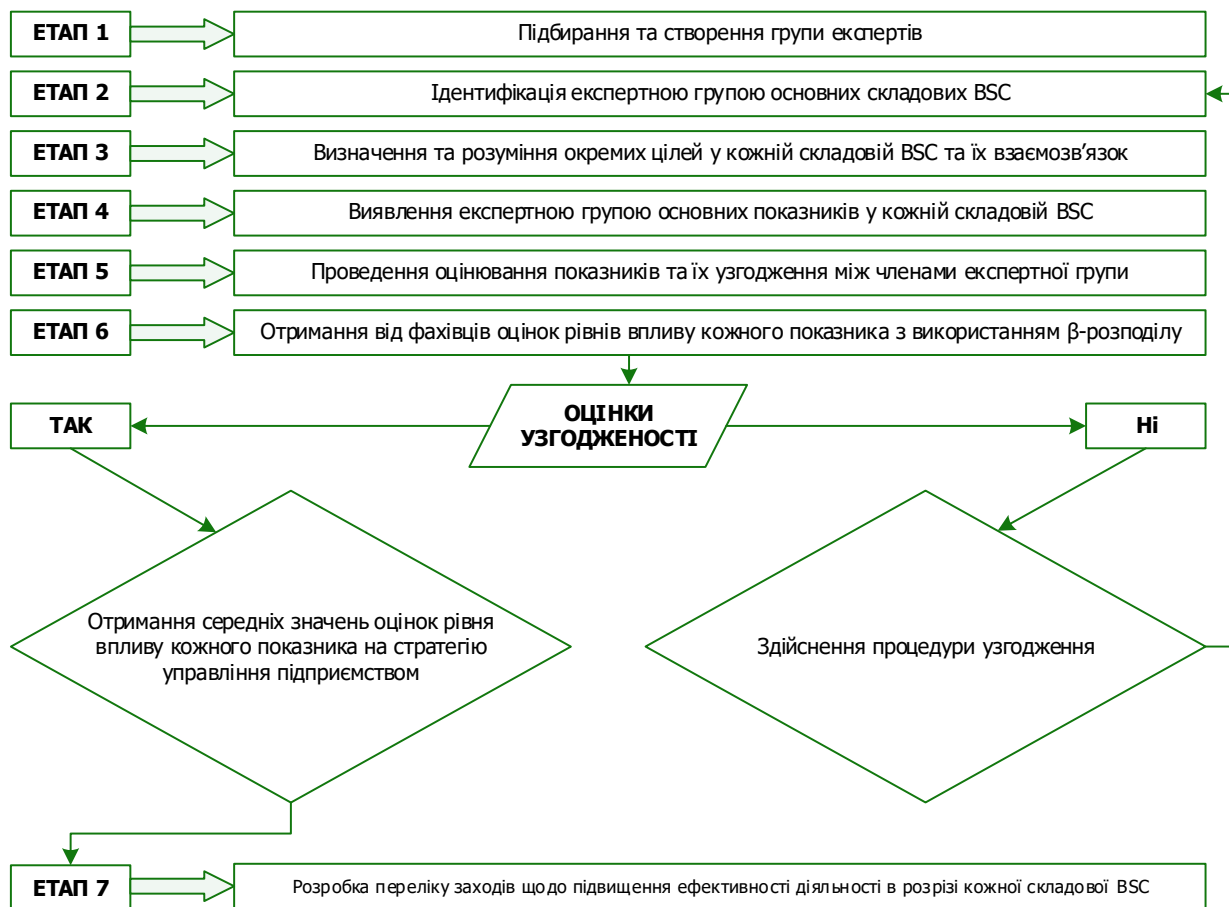 ЕТАП 1
Підбирання та створення групи експертів
ЕТАП 2
Ідентифікація експертною групою основних складових BSC
ЕТАП 3
Визначення та розуміння окремих цілей у кожній складовій BSC та їх взаємозв'язок
ЕТАП 4
Виявлення експертною групою основних показників у кожній складовій BSC
ЕТАП 5
Проведення оцінювання показників та їх узгодження між членами експертної групи
ЕТАП 6
Отримання від фахівців оцінок рівнів впливу кожного показника з використанням β-розподілу
ОЦІНКИ
УЗГОДЖЕНОСТІ
ТАК
Ні
Отримання середніх значень оцінок рівня
впливу кожного показника на стратегію
управління підприємством
Здійснення процедури узгодження
ЕТАП 7
Розробка переліку заходів щодо підвищення ефективності діяльності в розрізі кожної складової BSC